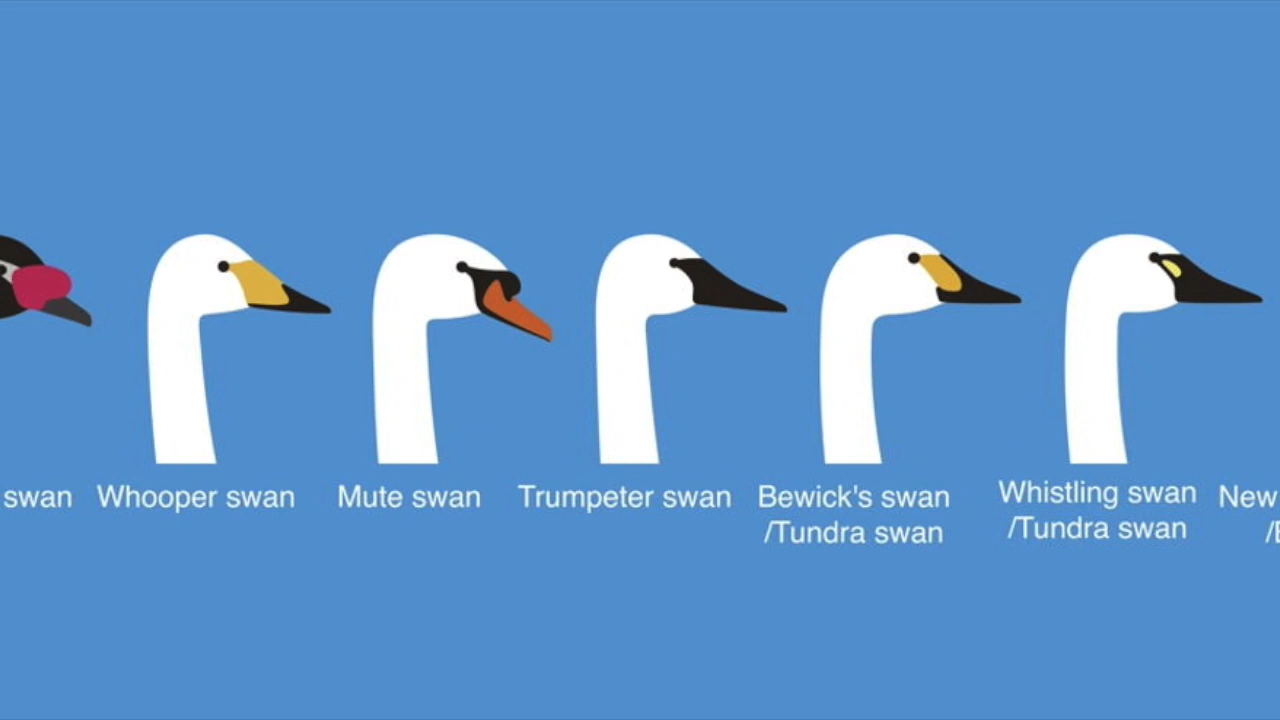 swan
Whooper swan
Mute swan
Trumpeter swan
Bewick's swan
/Tundra swan
Whistling swan
/Tundra swan
New